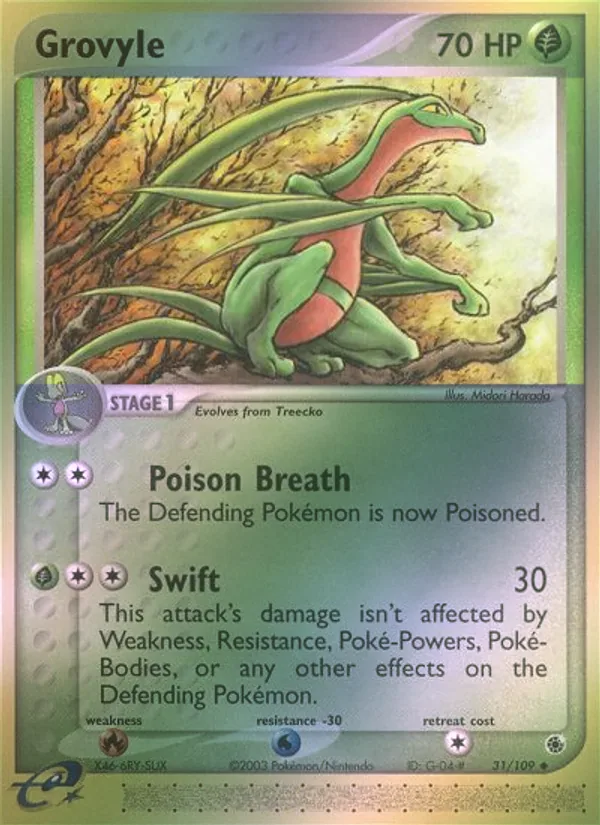 Grovyle 70 HP
Illus. Midori Harada
STAGE 1 Evolves from Treecko
Poison Breath
The Defending Pokémon is now Poisoned.
Swift 30
This attack's damage isn't affected by
Weakness, Resistance, Poké-Powers, Poké-
Bodies, or any other effects on the
Defending Pokémon.
weakness resistance -30 retreat cost
X46-6RY-SUX ©2003 Pokémon/Nintendo ID: G-04-# 31/109